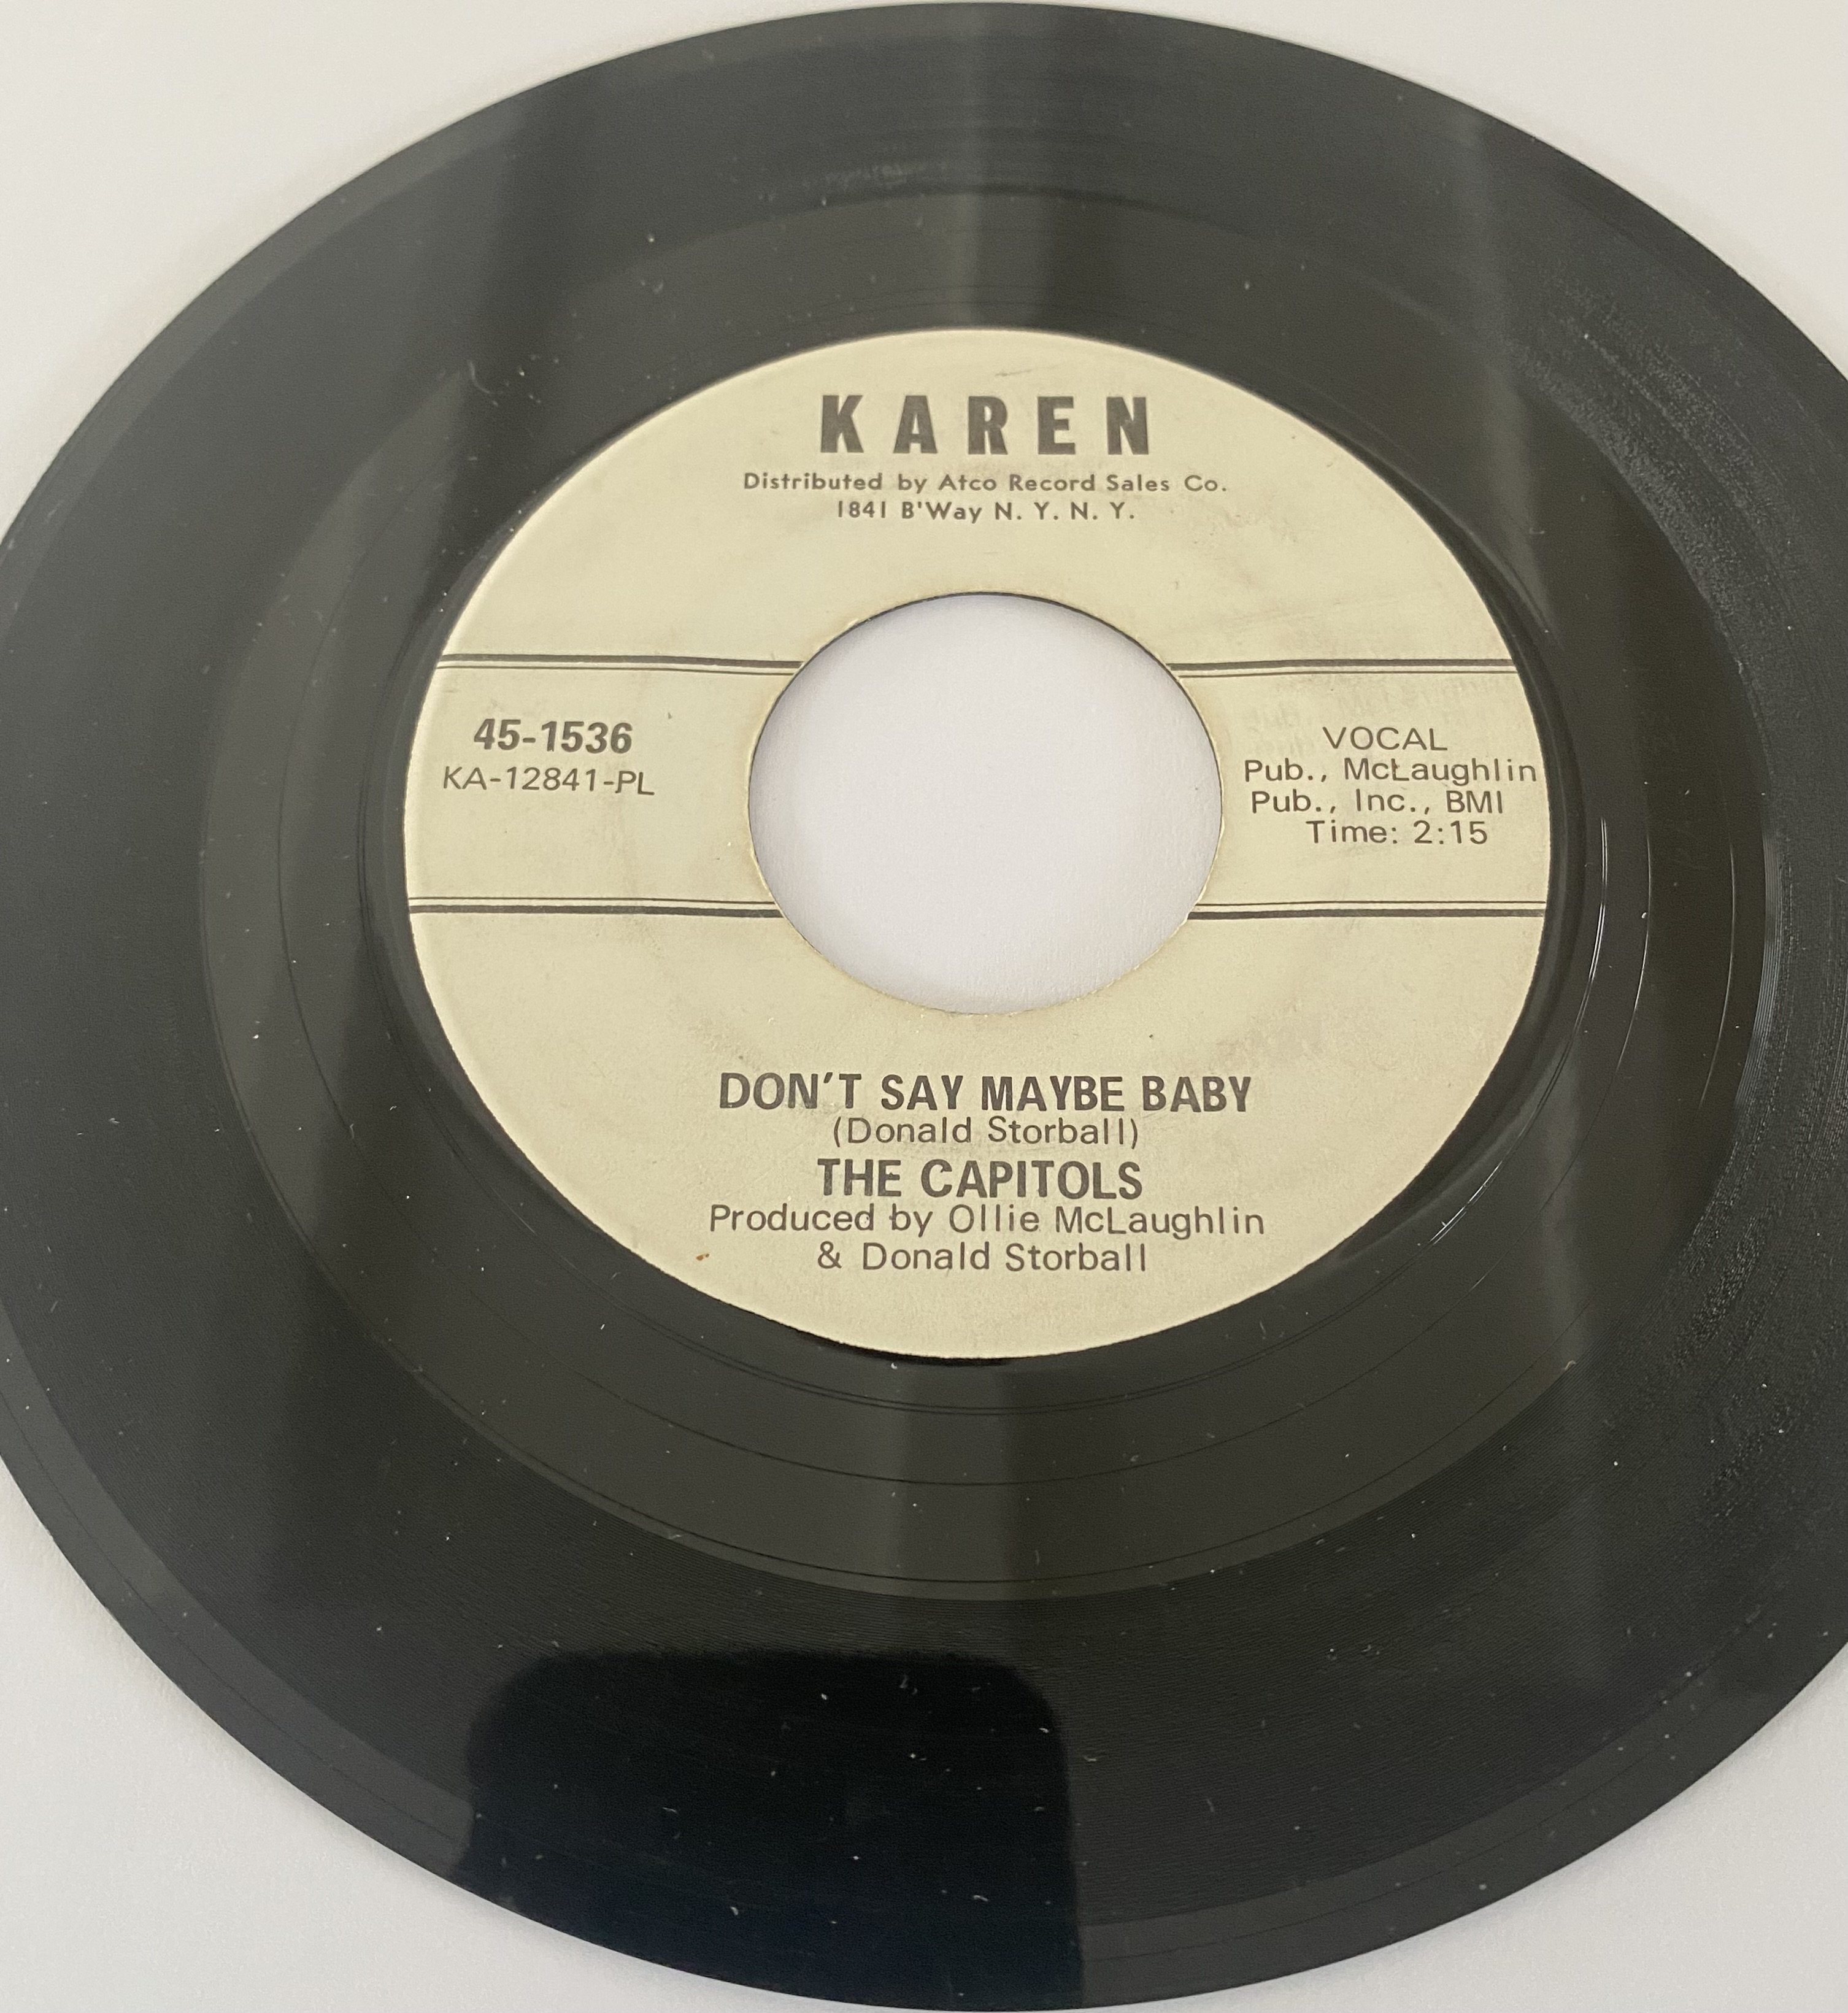 KAREN
Distributed by Atco Record Sales Co.
1841 B'Way N. Y. N. Y.
45-1536
KA-12841-PL
VOCAL
Pub., McLaughlin
Pub., Inc., BMI
Time: 2:15
DON'T SAY MAYBE BABY
(Donald Storball)
THE CAPITOLS
Produced by Ollie McLaughlin
& Donald Storball